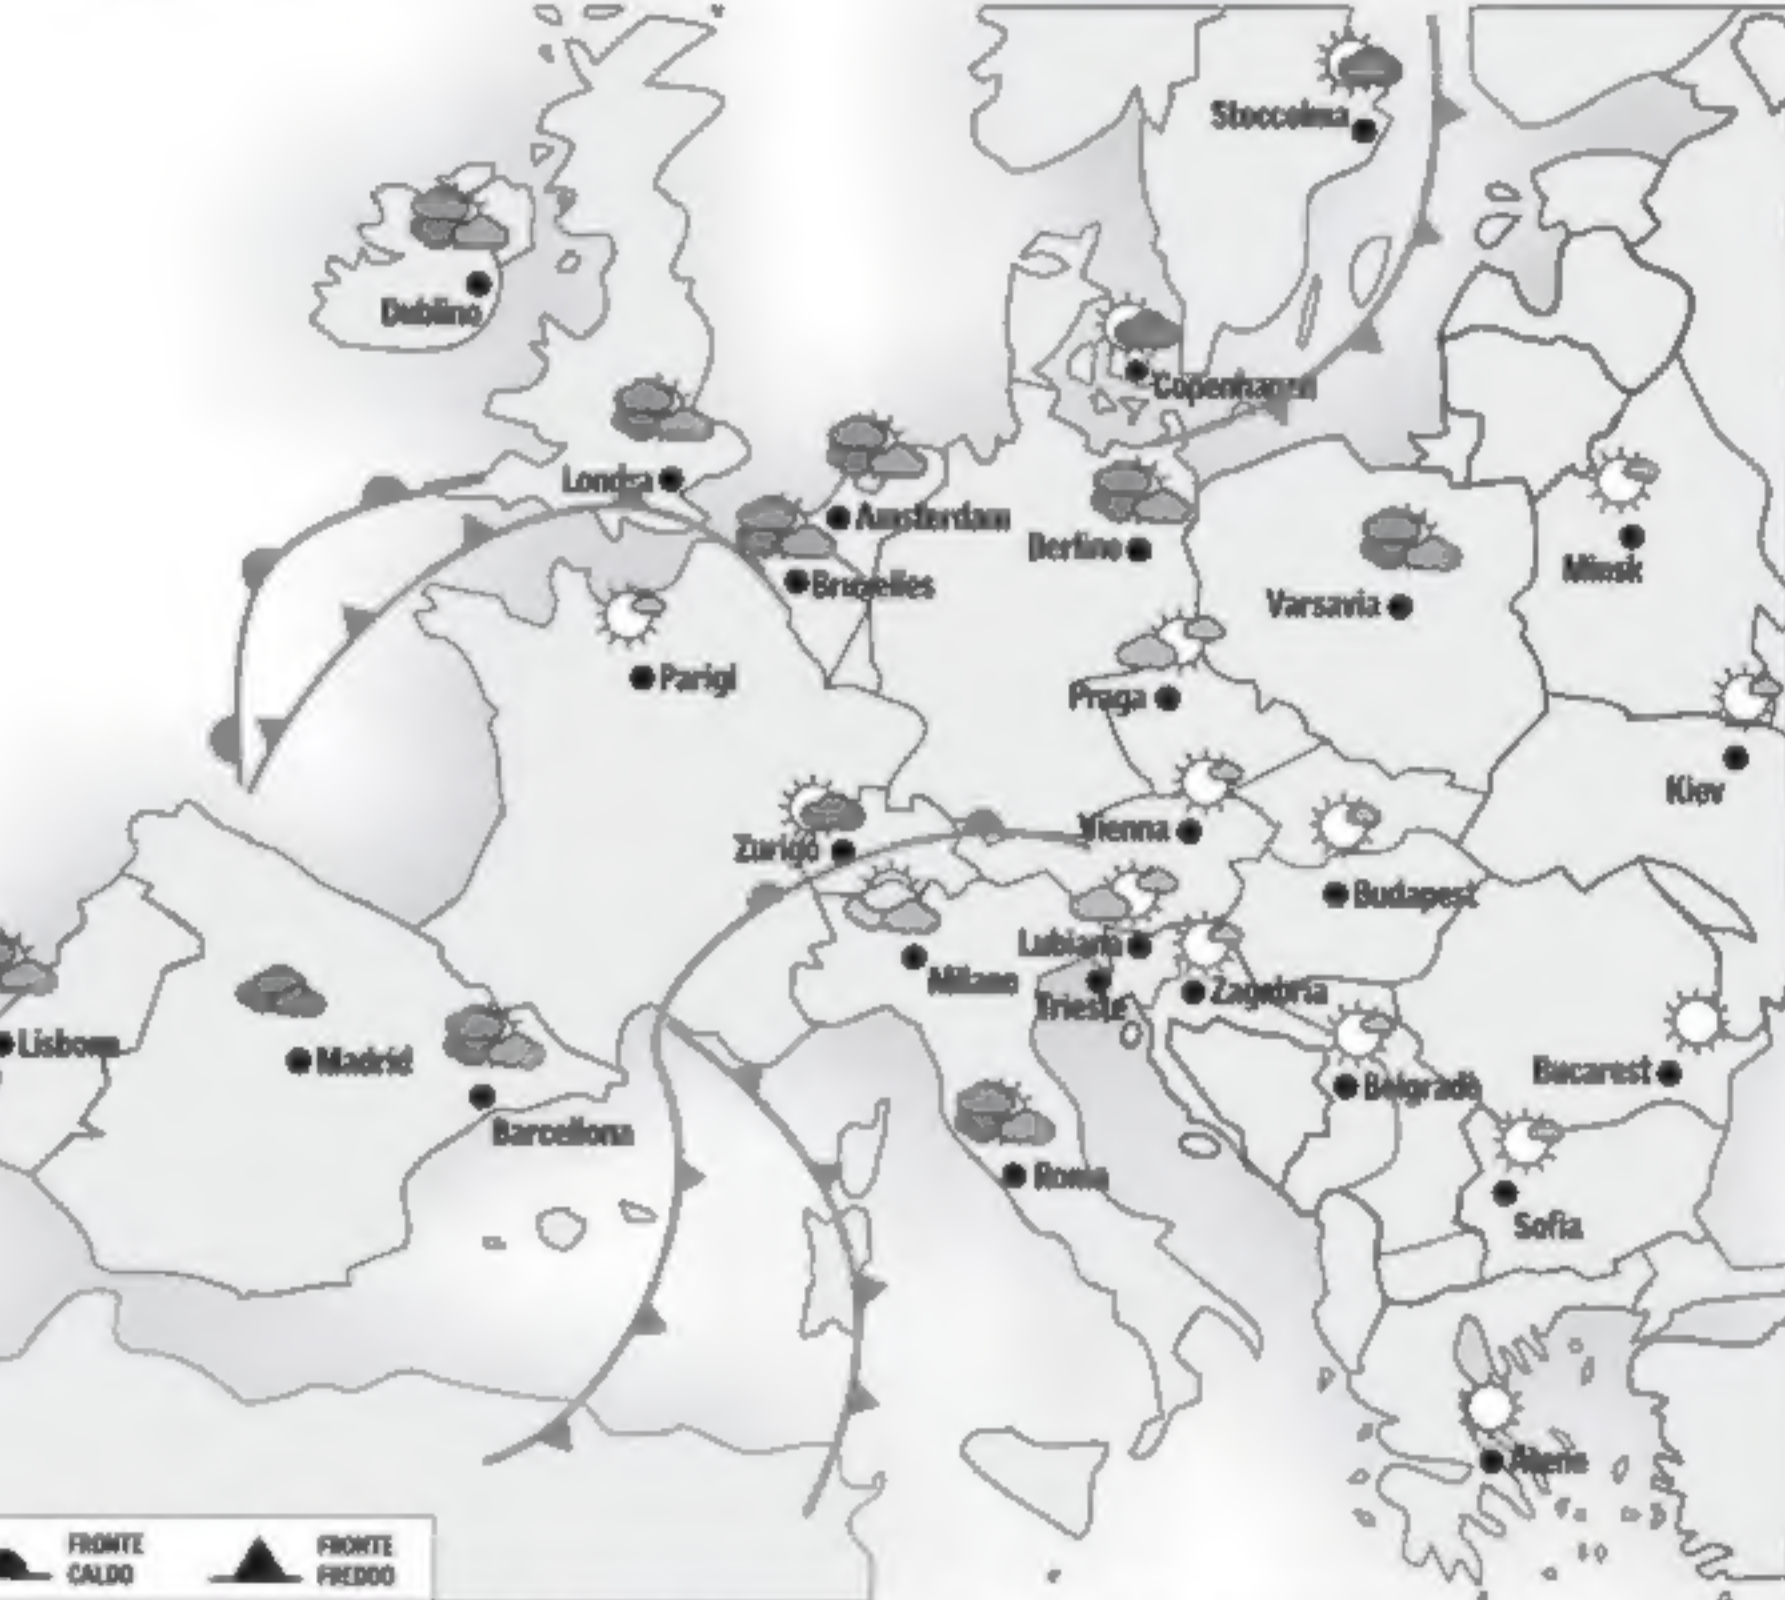 Stoccolma
Dublino
Copenhagen
Londra
Amsterdam
Berlino
Minsk
Bruxelles
Varsavia
Parigi
Praga
Kiev
Vienna
Zurigo
Budapest
Lubiana
Milano
Zagabria
Trieste
Lisbona
Madrid
Belgrado
Bucarest
Barcellona
Roma
Sofia
Atene
FRONTE
CALDO
FRONTE
FREDDO